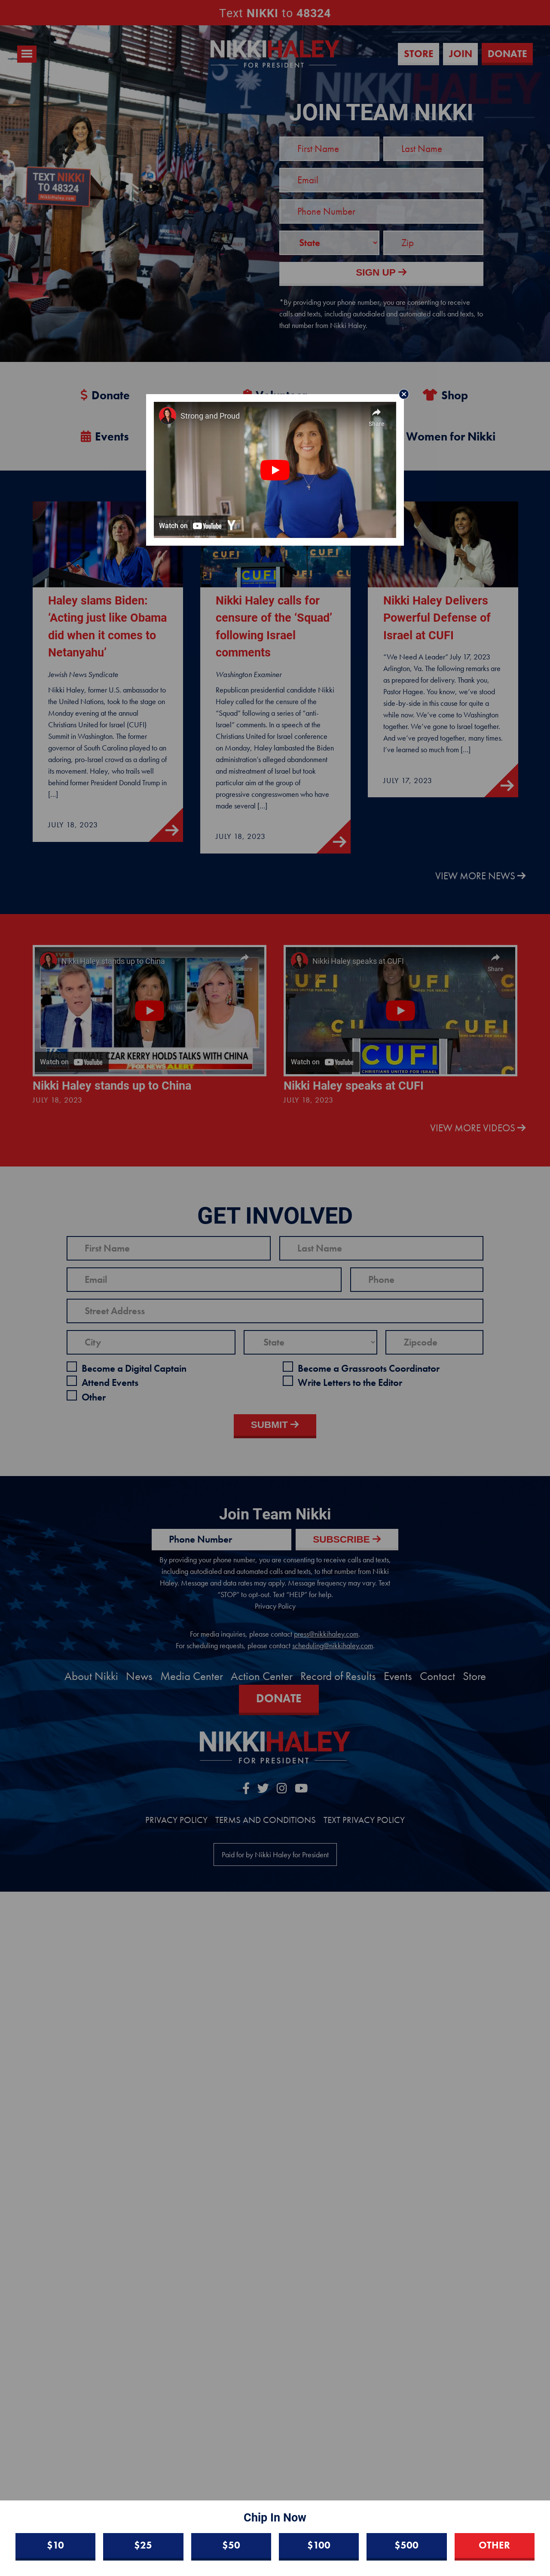 Text NIKKI to 48324
NIKKIHALEY
FOR PRESIDENT
STORE
JOIN
DONATE
JOIN TEAM NIKKI
First Name
Last Name
TEXT NIKKI
TO 48324
Email
Phone Number
State
Zip
SIGN UP
*By providing your phone number, you are consenting to receive
calls and texts, including autodialed and automated calls and texts, to
that number from Nikki Haley.
Donate
Shop
Events
Women for Nikki
Strong and Proud
Share
Watch on YouTube
Haley slams Biden:
‘Acting just like Obama
did when it comes to
Netanyahu’
Jewish News Syndicate
Nikki Haley, former U.S. ambassador to
the United Nations, took to the stage on
Monday evening at the annual
Christians United for Israel (CUFI)
Summit in Washington. The former
governor of South Carolina played to an
adoring, pro-Israel crowd as a darling of
its movement. Haley, who trails well
behind former President Donald Trump in
[…]
JULY 18, 2023
CUFI
Nikki Haley calls for
censure of the ‘Squad’
following Israel
comments
Washington Examiner
Republican presidential candidate Nikki
Haley called for the censure of the
“Squad” following a series of “anti-
Israel” comments. In a speech at the
Christians United for Israel conference
on Monday, Haley lambasted the Biden
administration’s alleged abandonment
and mistreatment of Israel but took
particular aim at the group of
progressive congresswomen who have
made several […]
JULY 18, 2023
Nikki Haley Delivers
Powerful Defense of
Israel at CUFI
“We Need A Leader” July 17, 2023
Arlington, Va. The following remarks are
as prepared for delivery. Thank you,
Pastor Hagee. You know, we’ve stood
side-by-side in this cause for quite a
while now. We’ve come to Washington
together. We’ve gone to Israel together.
And we’ve prayed together, many times.
I’ve learned so much from […]
JULY 17, 2023
VIEW MORE NEWS
Nikki Haley stands up to China
Share
CZAR KERRY HOLDS TALKS WITH CHINA
FOX NEWS ALERT
Watch on YouTube
Nikki Haley stands up to China
JULY 18, 2023
Nikki Haley speaks at CUFI
Share
CUFI
CHRISTIANS UNITED FOR ISRAEL
Watch on YouTube
Nikki Haley speaks at CUFI
JULY 18, 2023
VIEW MORE VIDEOS
GET INVOLVED
First Name
Last Name
Email
Phone
Street Address
City
State
Zipcode
Become a Digital Captain
Become a Grassroots Coordinator
Attend Events
Write Letters to the Editor
Other
SUBMIT
Join Team Nikki
Phone Number
SUBSCRIBE
By providing your phone number, you are consenting to receive calls and texts,
including autodialed and automated calls and texts, to that number from Nikki
Haley. Message and data rates may apply. Message frequency may vary. Text
“STOP” to opt-out. Text “HELP” for help.
Privacy Policy
For media inquiries, please contact press@nikkihaley.com.
For scheduling requests, please contact scheduling@nikkihaley.com.
About Nikki News Media Center Action Center Record of Results Events Contact Store
DONATE
NIKKIHALEY
FOR PRESIDENT
PRIVACY POLICY TERMS AND CONDITIONS TEXT PRIVACY POLICY
Paid for by Nikki Haley for President
Chip In Now
$10
$25
$50
$100
$500
OTHER